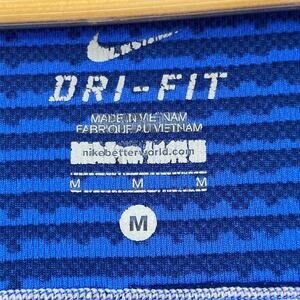 DRI-FIT
MADE IN VIETNAM
FABRIQUÉ AU VIETNAM
nikebetterworld.com
M M M
M